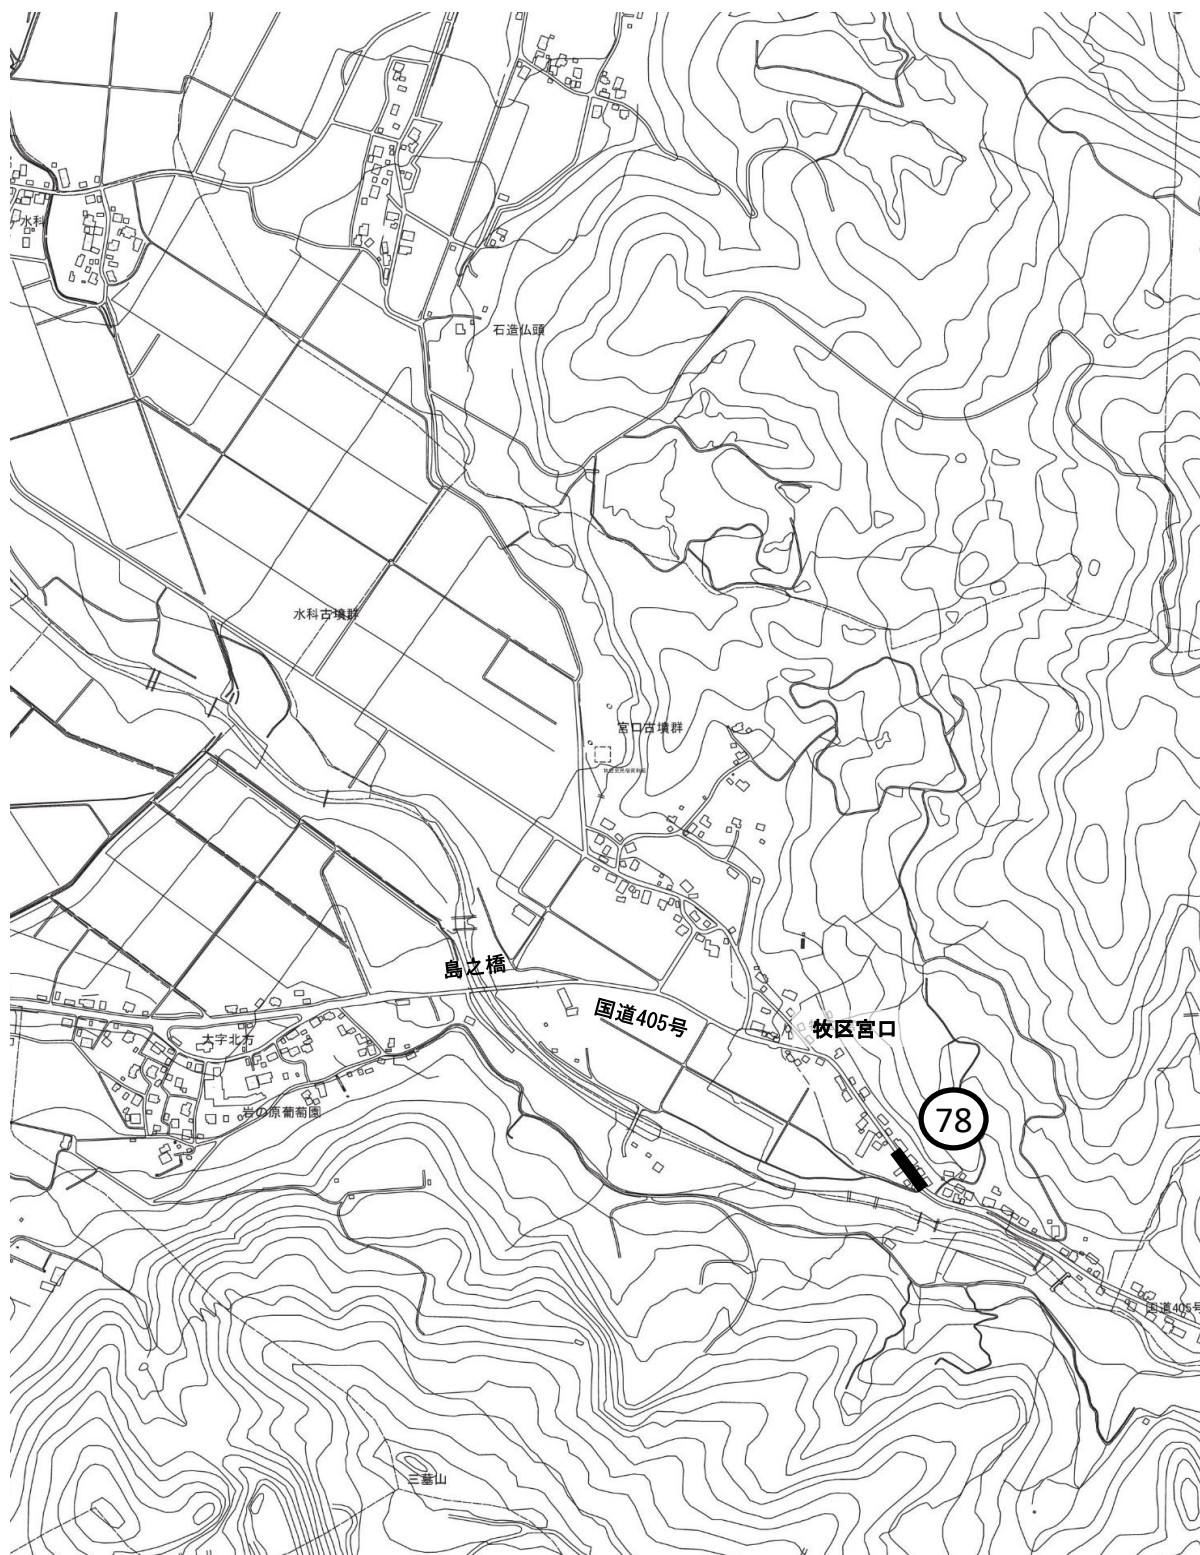 水科
石造仏頭
水科古墳群
宮口古墳群
島之橋
国道405号
牧区宮口
大字北方
岩の原葡萄園
78
国道405号
三墓山